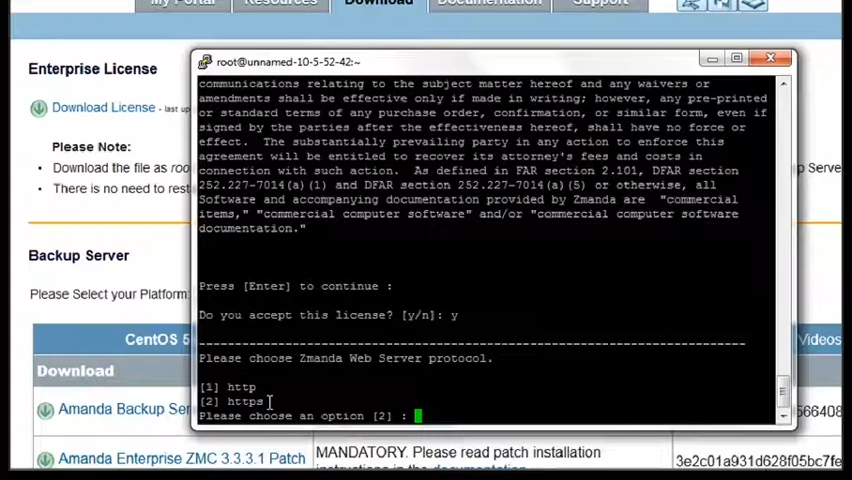 My Portal Resources Download Documentation Support
Enterprise License
Download License - last up
Please Note:
• Download the file as roo
• There is no need to rest
Backup Server
Please Select your Platform:
CentOS 5
Download
Amanda Backup Ser
Amanda Enterprise ZMC 3.3.3.1 Patch
MANDATORY. Please read patch installation
instructions in the documentation
p Server
Videos
566408
3e2c01a931d628f05bc7fe
root@unnamed-10-5-52-42:~
communications relating to the subject matter hereof and any waivers or
amendments shall be effective only if made in writing; however, any pre-printed
or standard terms of any purchase order, confirmation, or similar form, even if
signed by the parties after the effectiveness hereof, shall have no force or
effect.  The substantially prevailing party in any action to enforce this
agreement will be entitled to recover its attorney's fees and costs in
connection with such action.  As defined in FAR section 2.101, DFAR section
252.227-7014(a)(1) and DFAR section 252.227-7014(a)(5) or otherwise, all
Software and accompanying documentation provided by Zmanda are  "commercial
items," "commercial computer software" and/or "commercial computer software
documentation."
Press [Enter] to continue :
Do you accept this license? [y/n]: y
--------------------------------------------------------------------------------
Please choose Zmanda Web Server protocol.
[1] http
[2] https
Please choose an option [2] :